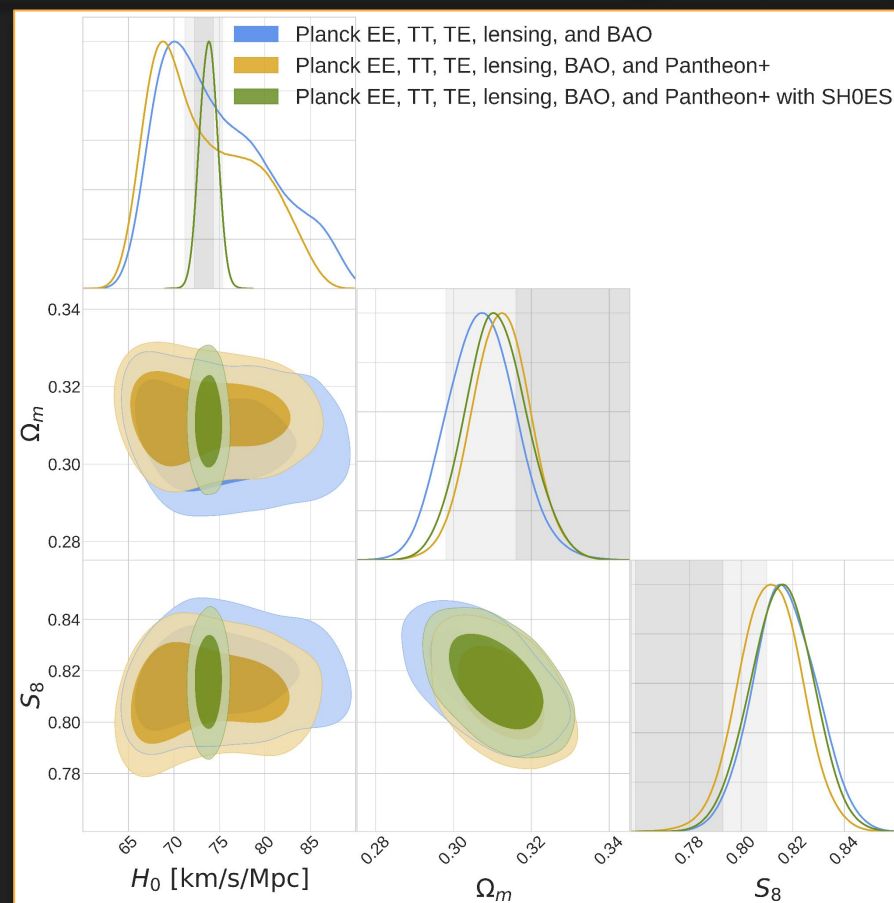 Planck EE, TT, TE, lensing, and BAO
Planck EE, TT, TE, lensing, BAO, and Pantheon+
Planck EE, TT, TE, lensing, BAO, and Pantheon+ with SH0ES
0.34
0.32
0.30
0.28
Ωm
0.84
0.82
0.80
0.78
S8
65 70 75 80 85
H0 [km/s/Mpc]
0.28 0.30 0.32 0.34
Ωm
0.78 0.80 0.82 0.84
S8